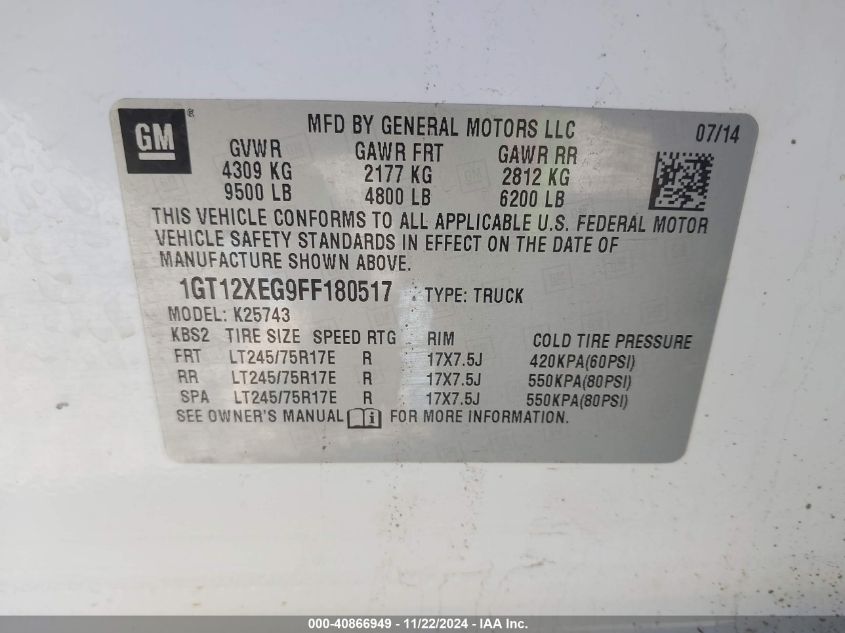 GM
®
MFD BY GENERAL MOTORS LLC
07/14
GVWR GAWR FRT GAWR RR
4309 KG 2177 KG 2812 KG
9500 LB 4800 LB 6200 LB
THIS VEHICLE CONFORMS TO ALL APPLICABLE U.S. FEDERAL MOTOR
VEHICLE SAFETY STANDARDS IN EFFECT ON THE DATE OF
MANUFACTURE SHOWN ABOVE.
1GT12XEG9FF180517 TYPE: TRUCK
MODEL: K25743
KBS2 TIRE SIZE SPEED RTG RIM COLD TIRE PRESSURE
FRT LT245/75R17E R 17X7.5J 420KPA(60PSI)
RR LT245/75R17E R 17X7.5J 550KPA(80PSI)
SPA LT245/75R17E R 17X7.5J 550KPA(80PSI)
SEE OWNER'S MANUAL FOR MORE INFORMATION.
000-40866949 - 11/22/2024 - IAA Inc.